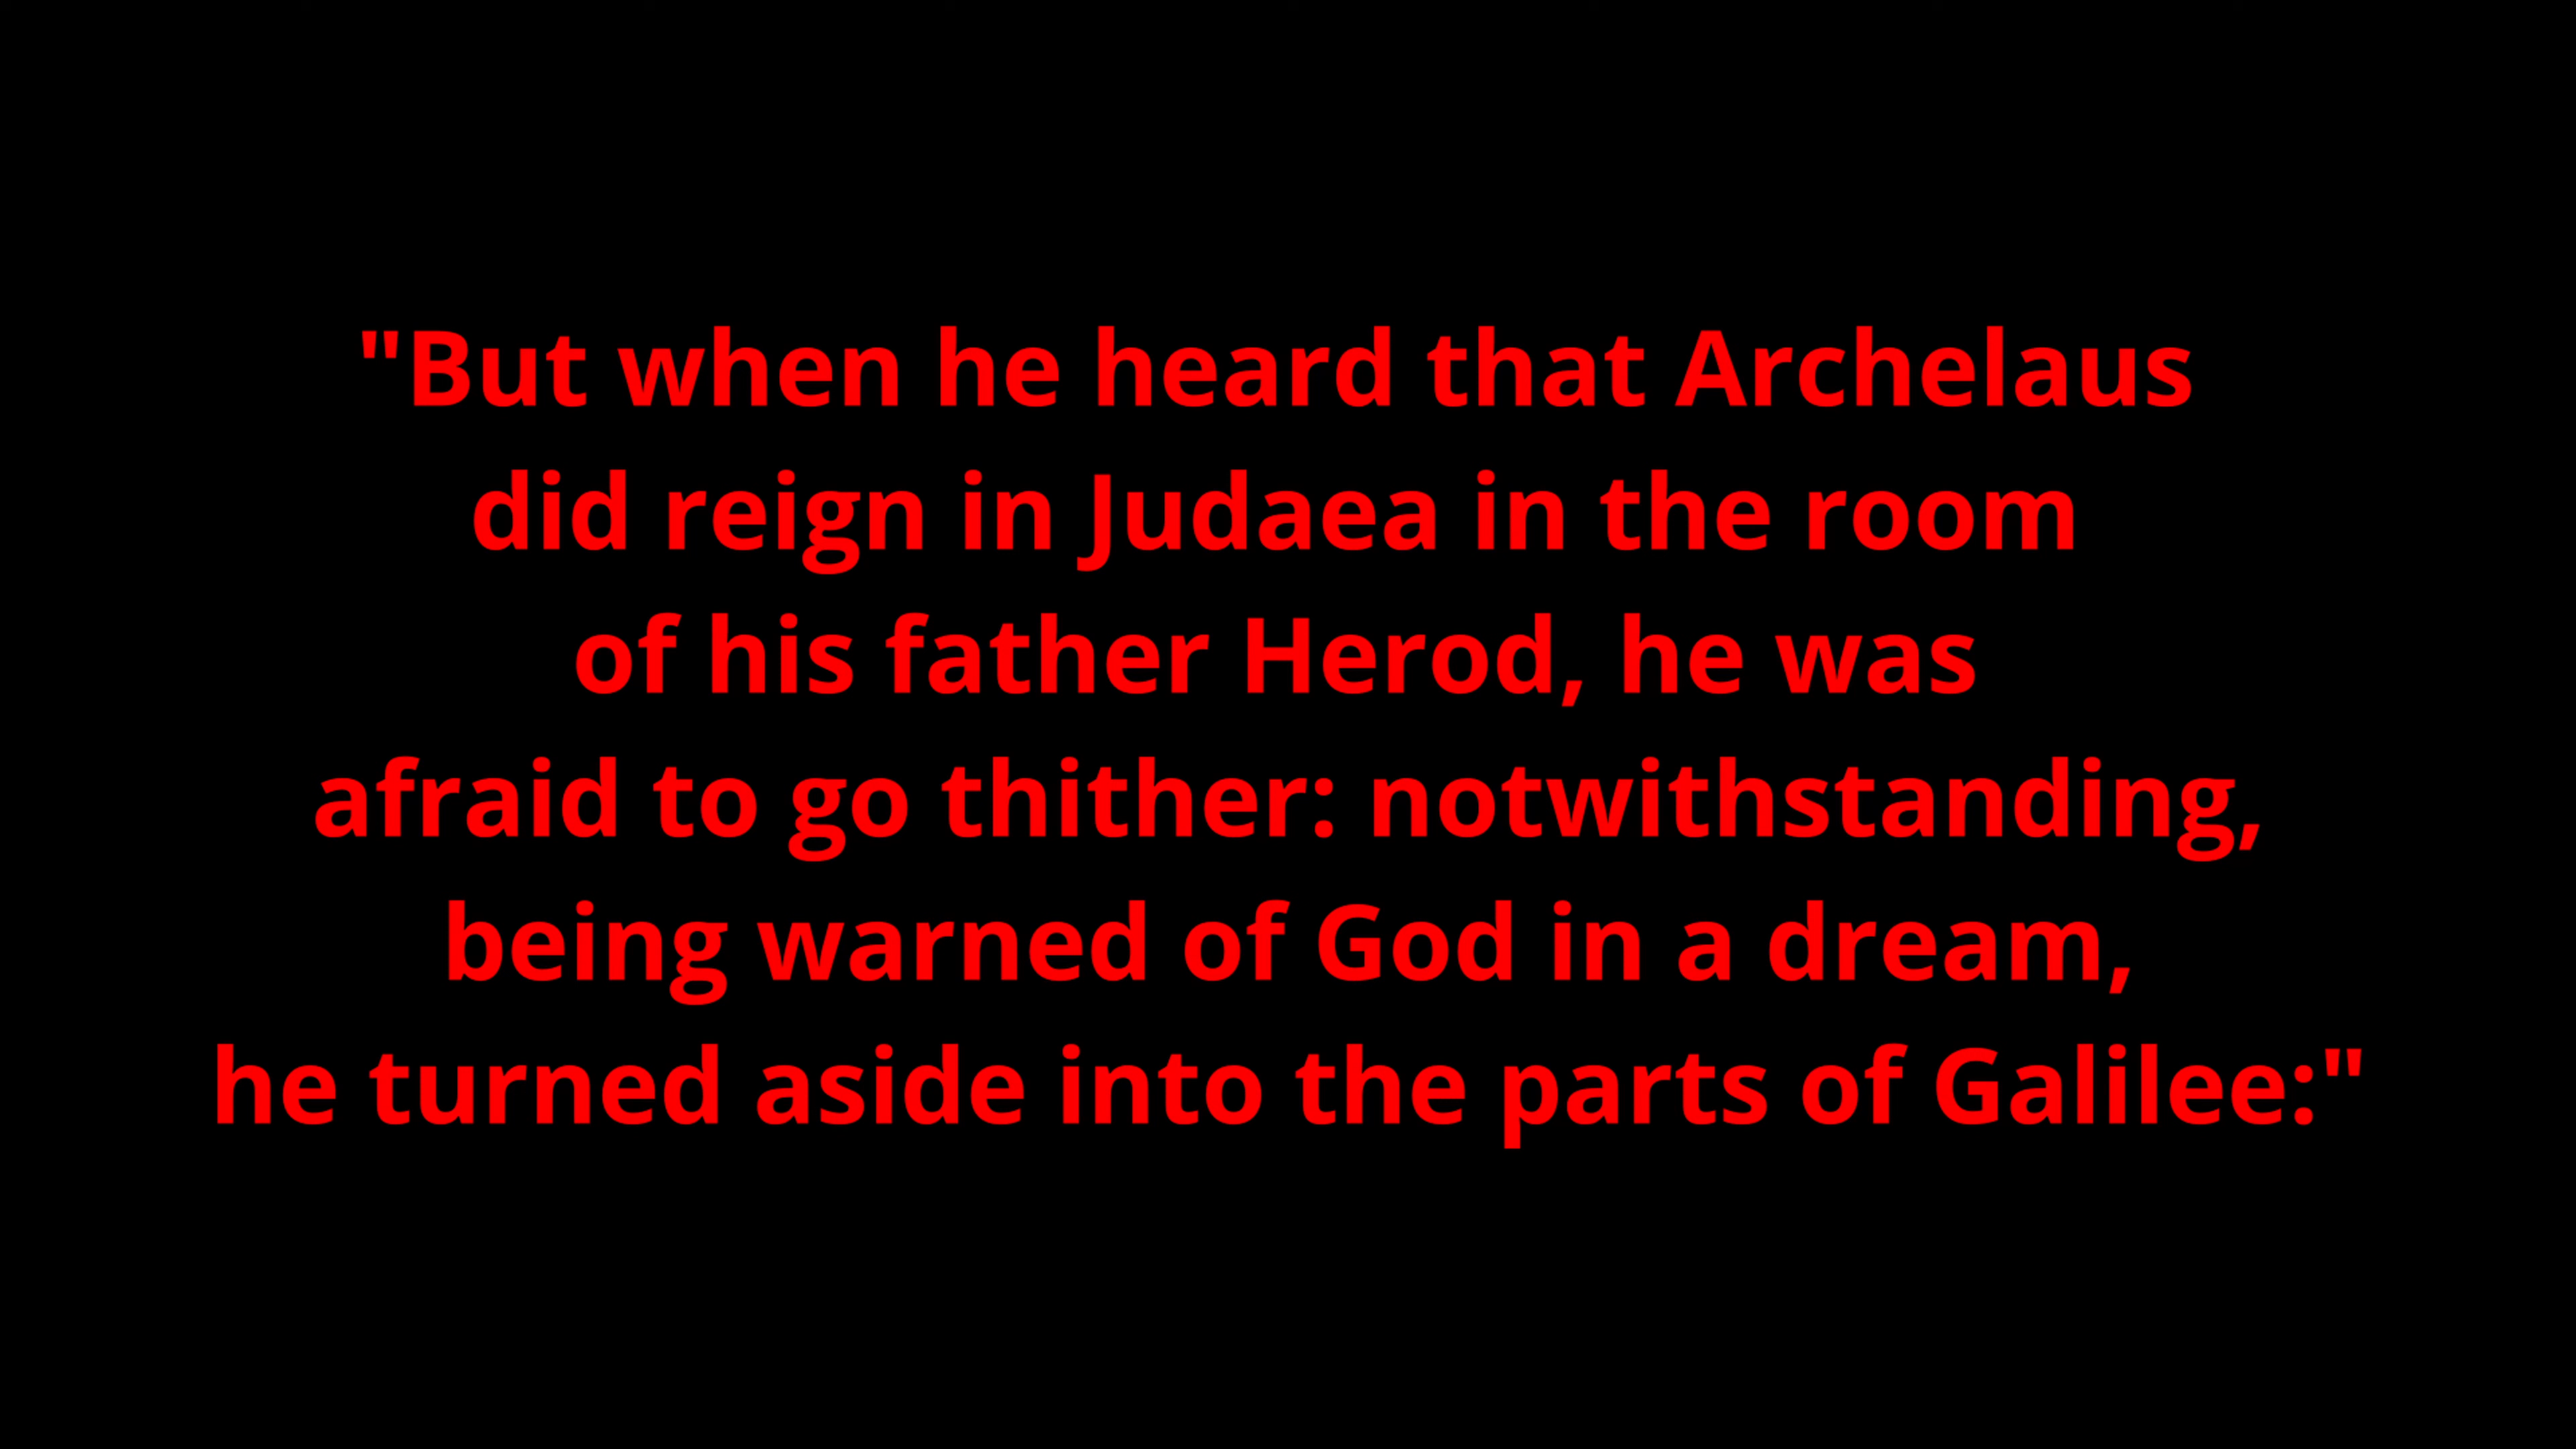 "But when he heard that Archelaus
did reign in Judaea in the room
of his father Herod, he was
afraid to go thither: notwithstanding,
being warned of God in a dream,
he turned aside into the parts of Galilee:"